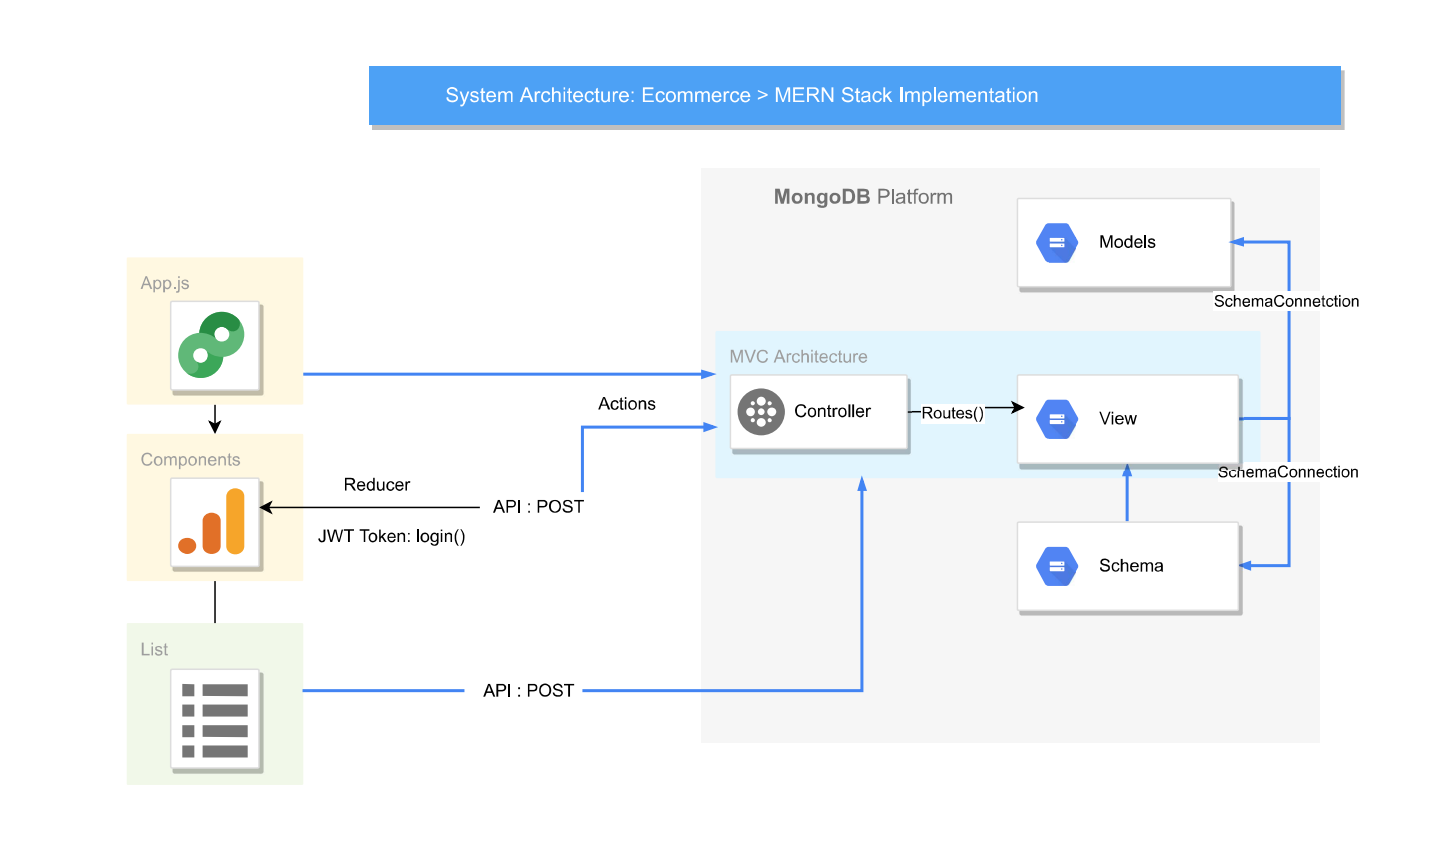 System Architecture: Ecommerce > MERN Stack Implementation
MongoDB Platform
Models
SchemaConnetction
App.js
MVC Architecture
Controller
Routes()
View
Actions
Components
SchemaConnection
Reducer
API : POST
JWT Token: login()
Schema
List
API : POST